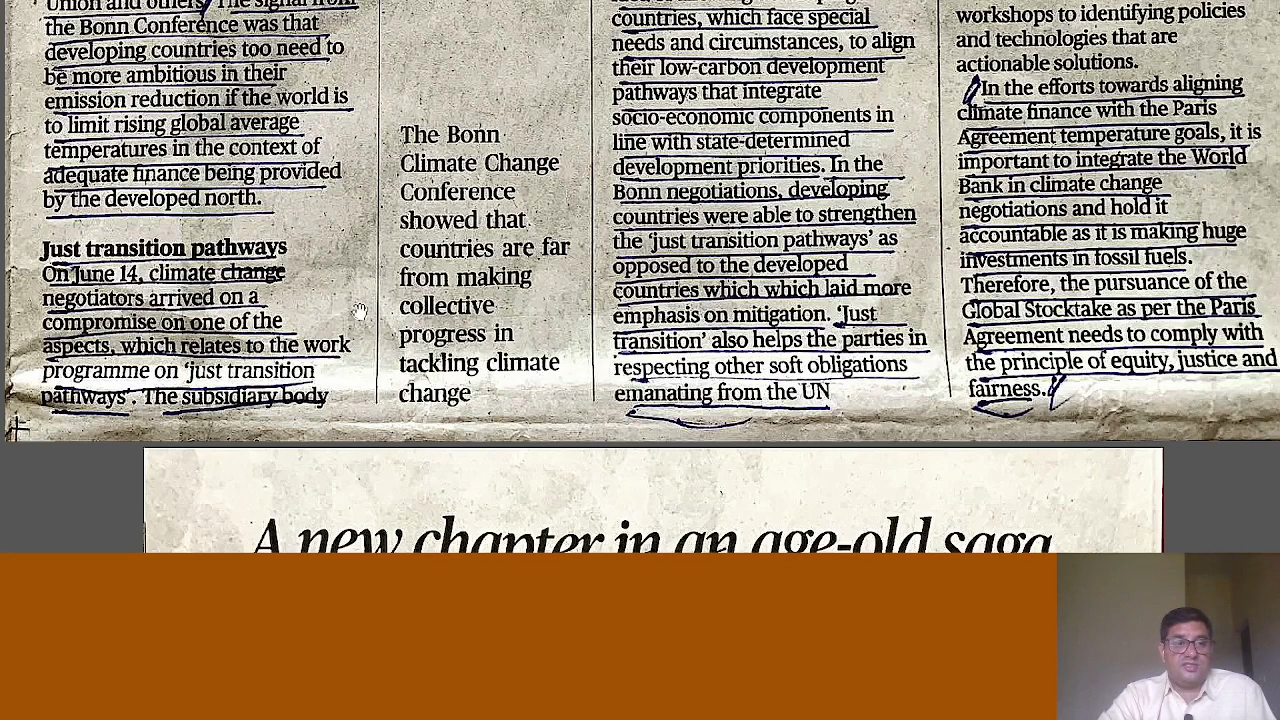 Union and others. The signal from
the Bonn Conference was that
developing countries too need to
be more ambitious in their
emission reduction if the world is
to limit rising global average
temperatures in the context of
adequate finance being provided
by the developed north.
Just transition pathways
On June 14, climate change
negotiators arrived on a
compromise on one of the
aspects, which relates to the work
programme on 'just transition
pathways'. The subsidiary body
The Bonn
Climate Change
Conference
showed that
countries are far
from making
collective
progress in
tackling climate
change
countries, which face special
needs and circumstances, to align
their low-carbon development
pathways that integrate
socio-economic components in
line with state-determined
development priorities. In the
Bonn negotiations, developing
countries were able to strengthen
the 'just transition pathways' as
opposed to the developed
countries which which laid more
emphasis on mitigation. 'Just
transition' also helps the parties in
respecting other soft obligations
emanating from the UN
workshops to identifying policies
and technologies that are
actionable solutions.
In the efforts towards aligning
climate finance with the Paris
Agreement temperature goals, it is
important to integrate the World
Bank in climate change
negotiations and hold it
accountable as it is making huge
investments in fossil fuels.
Therefore, the pursuance of the
Global Stocktake as per the Paris
Agreement needs to comply with
the principle of equity, justice and
fairness.
A new chapter in an age-old saga